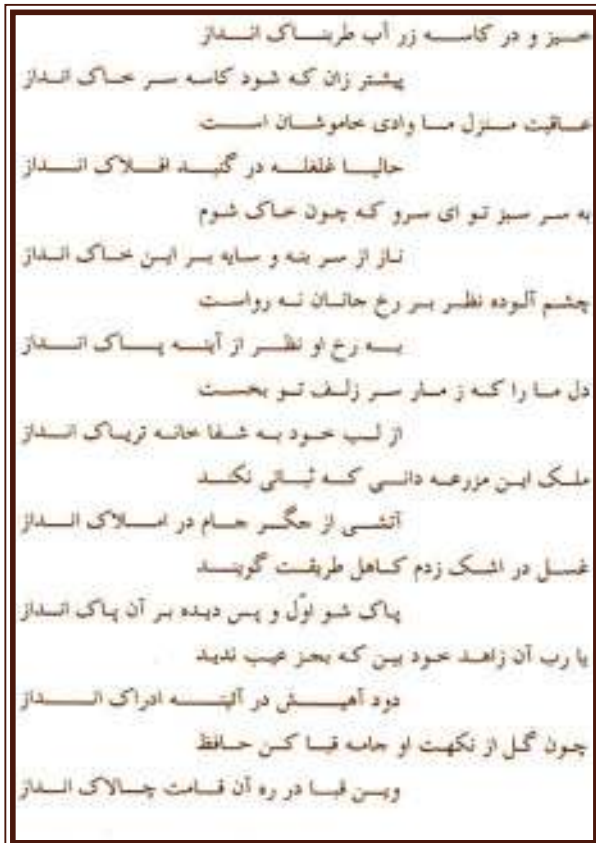 خیز و در کاسه زر آب طربناک انداز
پیشتر زان که شود کاسه سر خاک انداز
عاقبت منزل ما وادی خاموشان است
حالیا غلغله در گنبد افلاک انداز
به سر سبز تو ای سرو که چون خاک شوم
ناز از سر بنه و سایه بر این خاک انداز
چشم آلوده نظر بر رخ جانان نه رواست
به رخ او نظر از آینه پاک انداز
دل ما را که ز مار سر زلف تو بخست
از لب خود به شفا خانه تریاک انداز
ملک این مزرعه دانی که ثباتی نکند
آتشی از جگر جام در املاک انداز
غسل در اشک زدم کاهل طریقت گویند
پاک شو اوّل و پس دیده بر آن پاک انداز
یا رب آن زاهد خود بین که بجز عیب ندید
دود آهیش در آئینه ادراک انداز
چون گل از نکهت او جامه قبا کن حافظ
وین قبا در ره آن قامت چالاک انداز